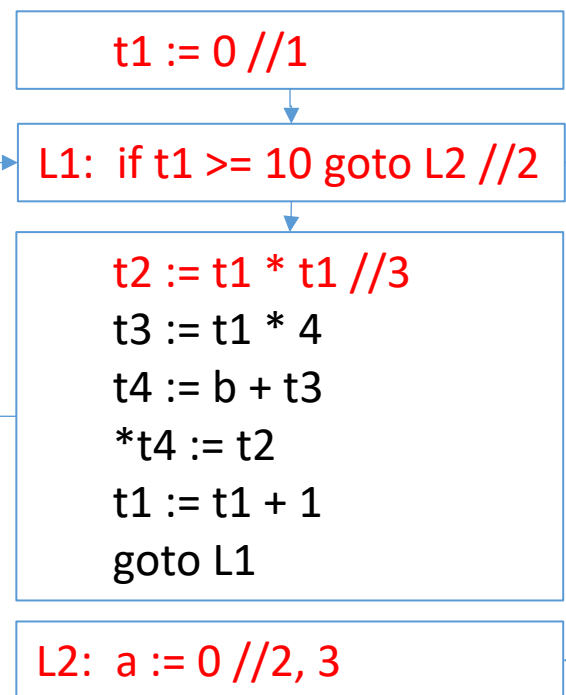 t1 := 0 //1
L1: if t1 >= 10 goto L2 //2
t2 := t1 * t1 //3
t3 := t1 * 4
t4 := b + t3
*t4 := t2
t1 := t1 + 1
goto L1
L2: a := 0 //2, 3